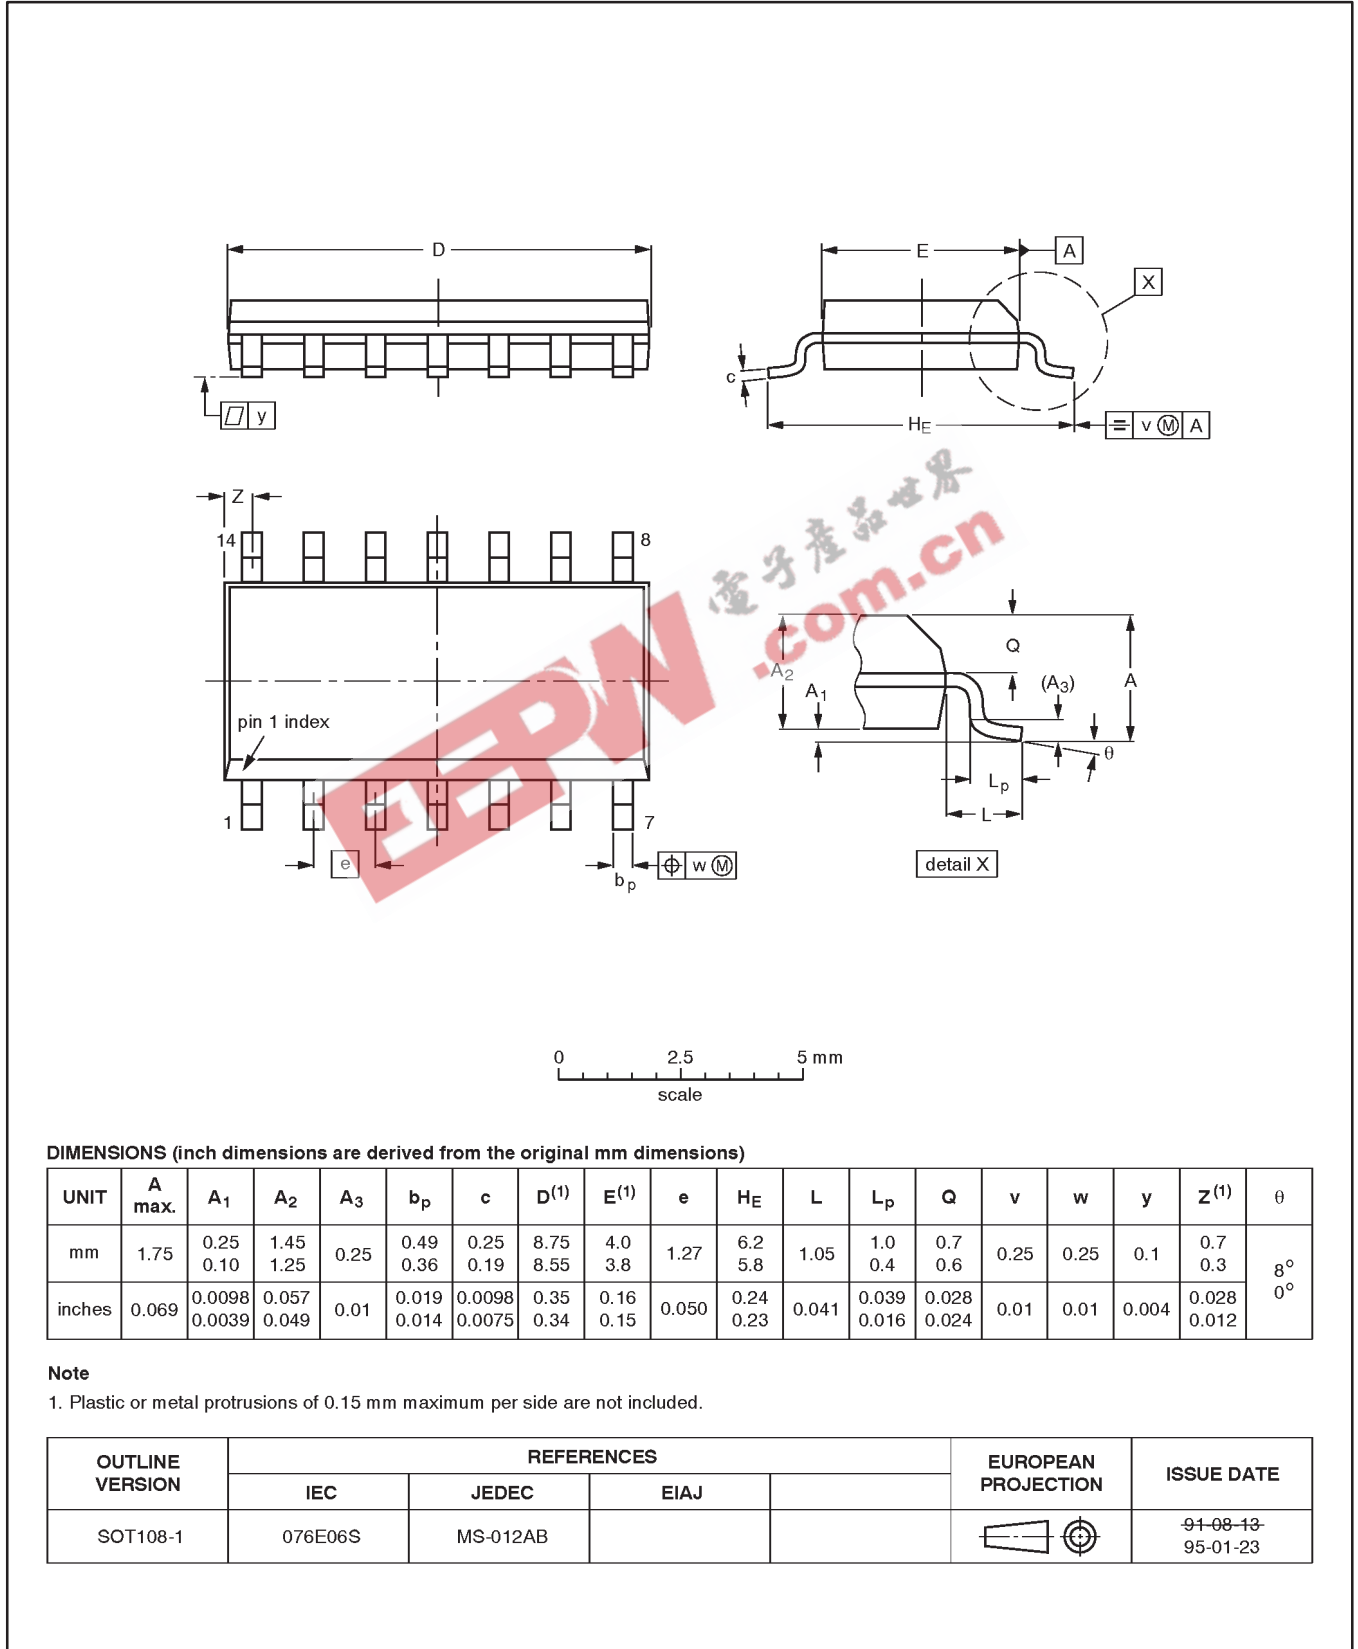 D
E
A
X
c
y
HE
v Ⓜ A
Z
14
8
電子產品世界
.com.cn
EEPW
Q
A2
A1
(A3)
A
θ
pin 1 index
Lp
L
1
7
e
w Ⓜ
bp
detail X
0 2.5 5 mm
scale
DIMENSIONS (inch dimensions are derived from the original mm dimensions)
UNIT A max. A1 A2 A3 bp c D(1) E(1) e HE L Lp Q v w y Z(1) θ
mm 1.75 0.25 0.10 1.45 1.25 0.25 0.49 0.36 0.25 0.19 8.75 8.55 4.0 3.8 1.27 6.2 5.8 1.05 1.0 0.4 0.7 0.6 0.25 0.25 0.1 0.7 0.3 8° 0°
inches 0.069 0.0098 0.0039 0.057 0.049 0.01 0.019 0.014 0.0098 0.0075 0.35 0.34 0.16 0.15 0.050 0.24 0.23 0.041 0.039 0.016 0.028 0.024 0.01 0.01 0.004 0.028 0.012
Note
1. Plastic or metal protrusions of 0.15 mm maximum per side are not included.
OUTLINE VERSION REFERENCES EUROPEAN PROJECTION ISSUE DATE
IEC JEDEC EIAJ
SOT108-1 076E06S MS-012AB 91-08-13
95-01-23